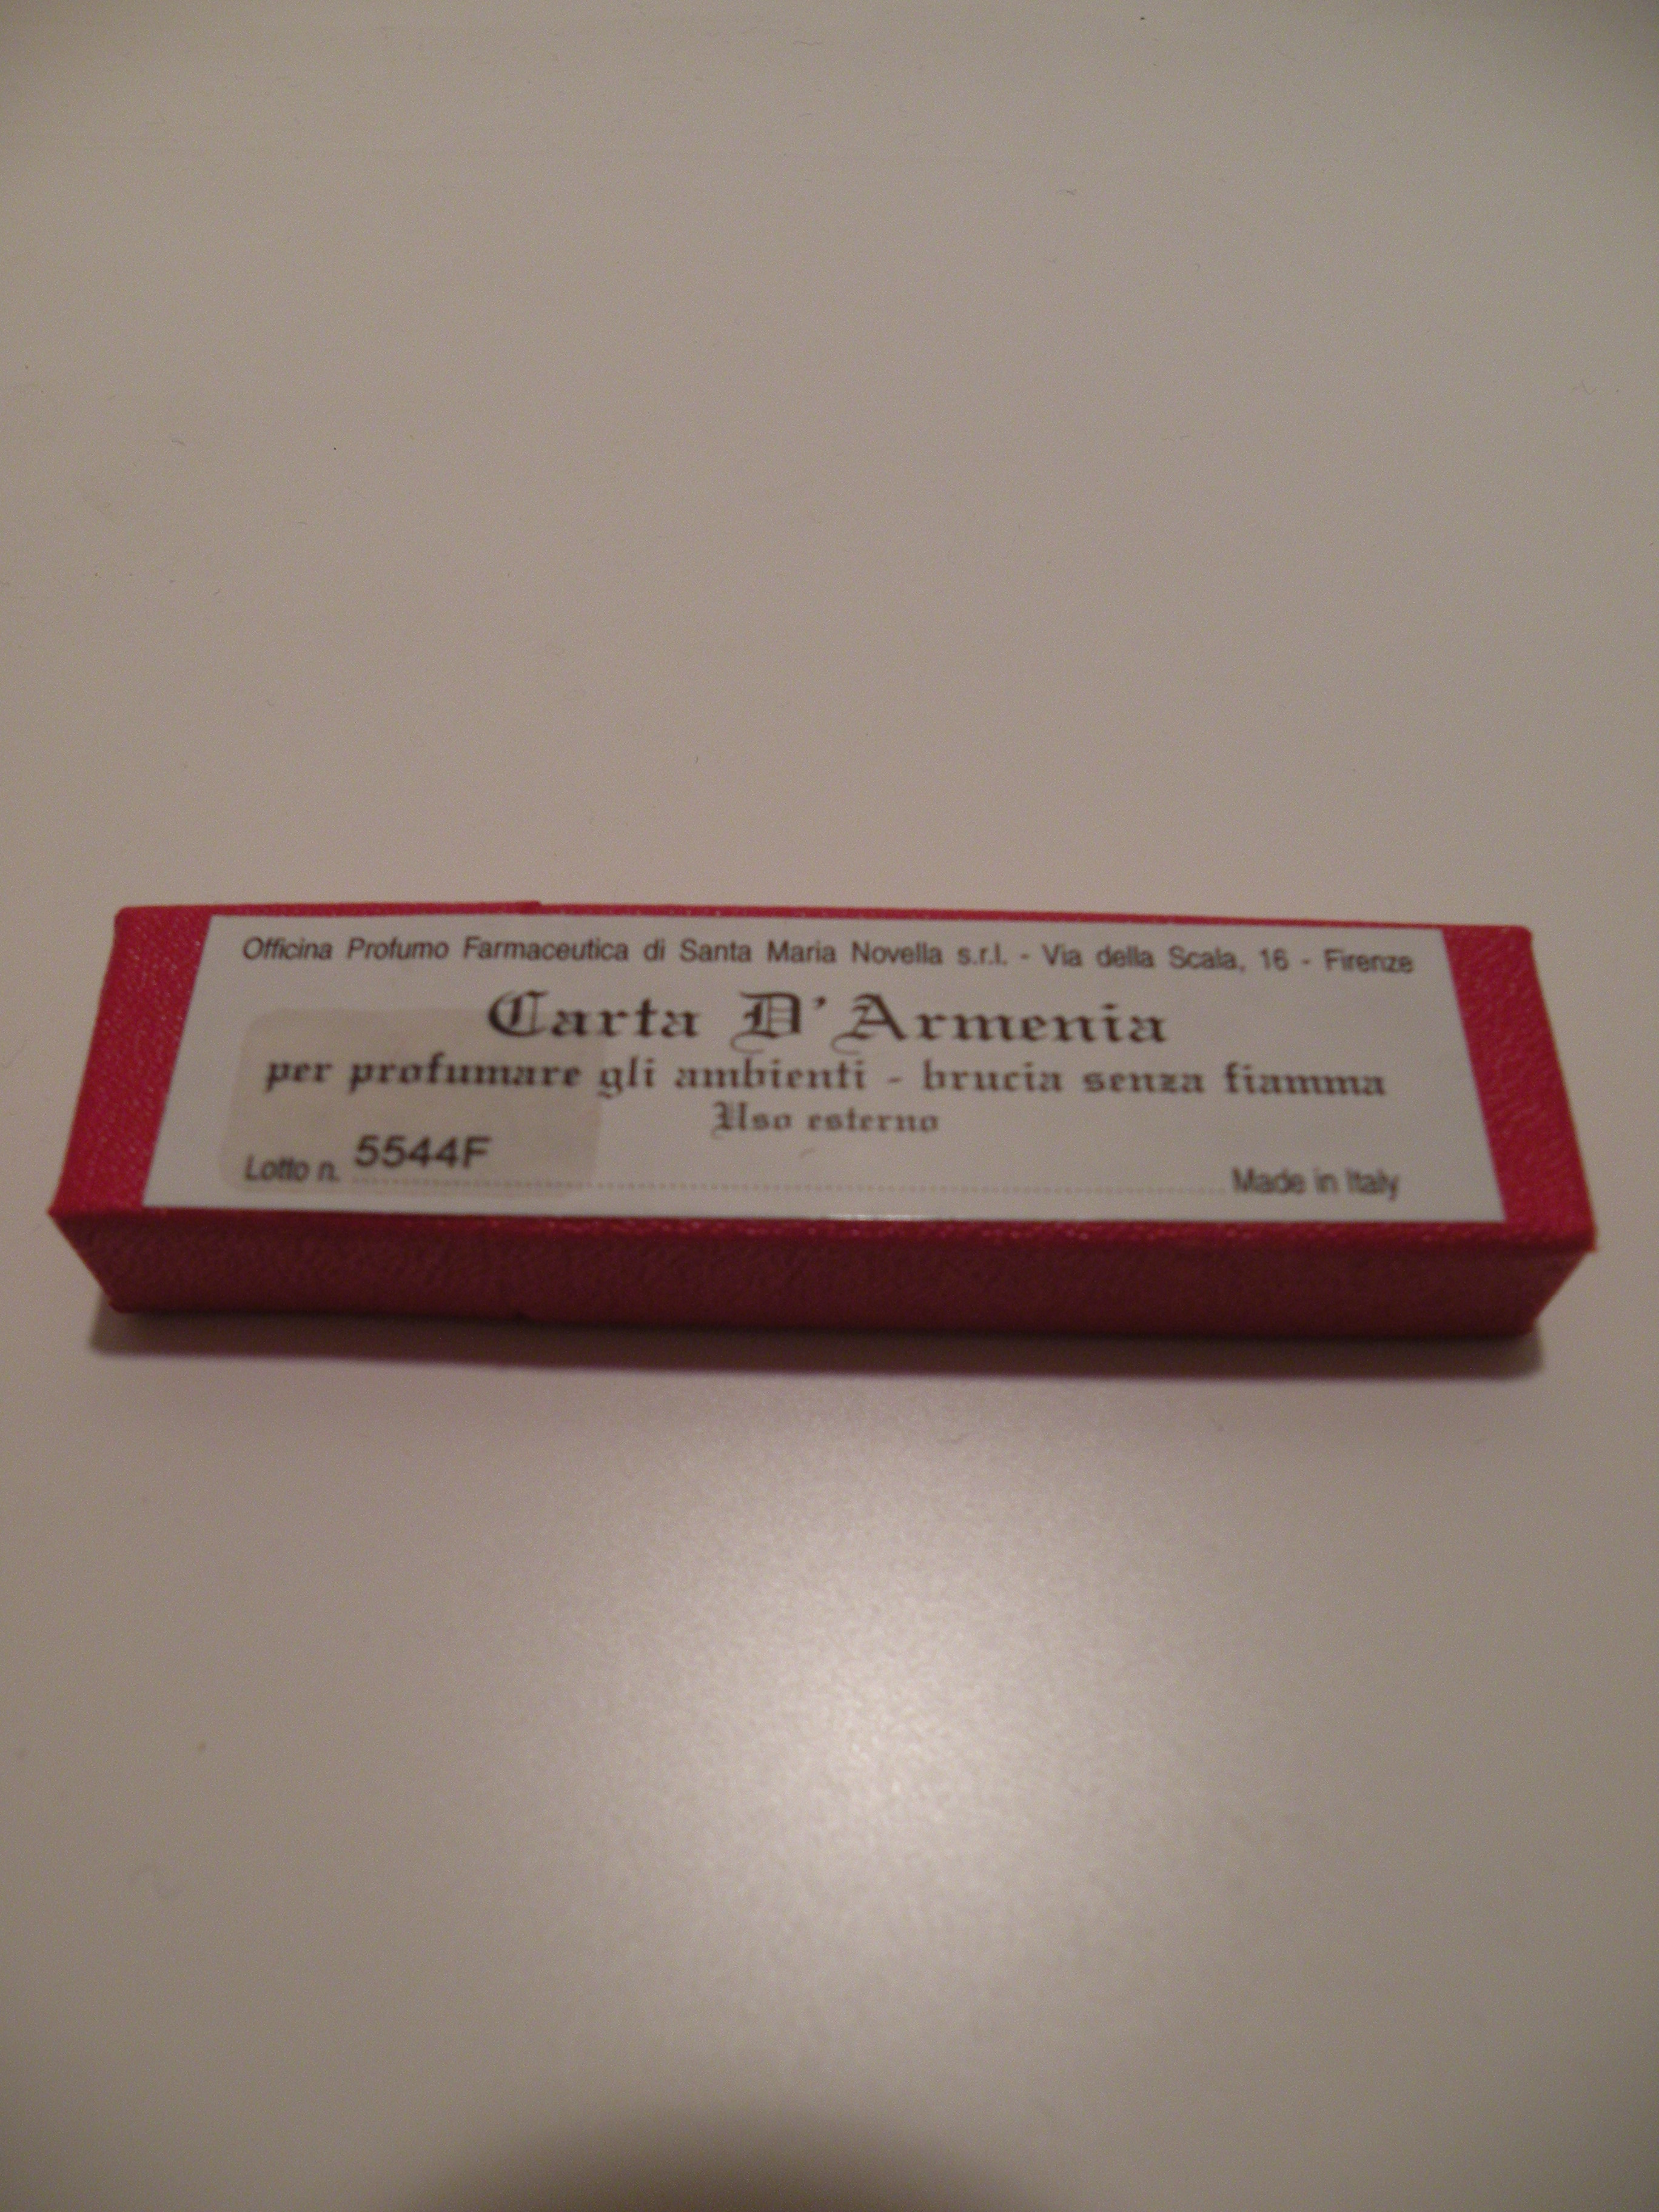 Officina Profumo Farmaceutica di Santa Maria Novella s.r.l. - Via della Scala, 16 - Firenze
Carta D'Armenia
per profumare gli ambienti - brucia senza fiamma
Uso esterno
Lotto n. 5544F Made in Italy